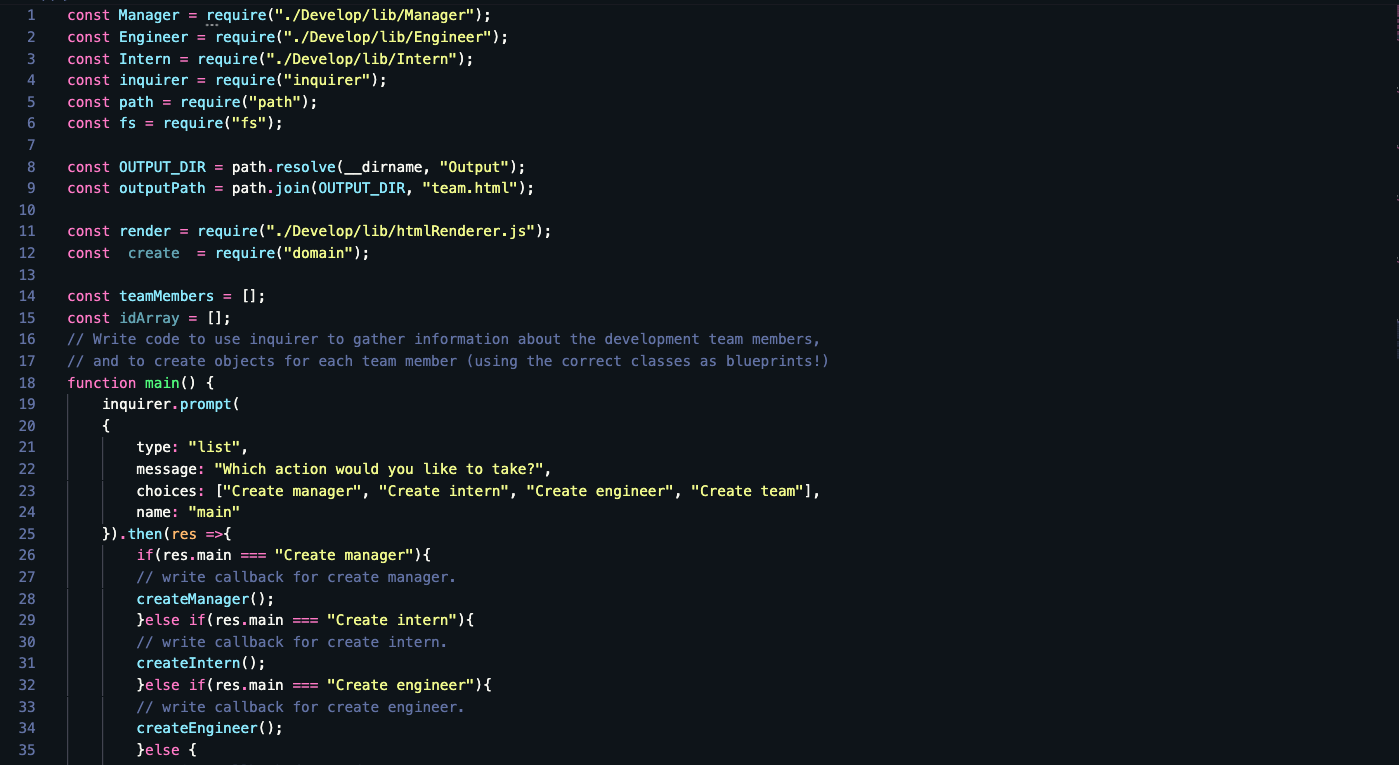 1 const Manager = require("./Develop/lib/Manager");
2 const Engineer = require("./Develop/lib/Engineer");
3 const Intern = require("./Develop/lib/Intern");
4 const inquirer = require("inquirer");
5 const path = require("path");
6 const fs = require("fs");
7
8 const OUTPUT_DIR = path.resolve(__dirname, "Output");
9 const outputPath = path.join(OUTPUT_DIR, "team.html");
10
11 const render = require("./Develop/lib/htmlRenderer.js");
12 const  create  = require("domain");
13
14 const teamMembers = [];
15 const idArray = [];
16 // Write code to use inquirer to gather information about the development team members,
17 // and to create objects for each team member (using the correct classes as blueprints!)
18 function main() {
19     inquirer.prompt(
20     {
21         type: "list",
22         message: "Which action would you like to take?",
23         choices: ["Create manager", "Create intern", "Create engineer", "Create team"],
24         name: "main"
25     }).then(res =>{
26         if(res.main === "Create manager"){
27         // write callback for create manager.
28         createManager();
29         }else if(res.main === "Create intern"){
30         // write callback for create intern.
31         createIntern();
32         }else if(res.main === "Create engineer"){
33         // write callback for create engineer.
34         createEngineer();
35         }else {